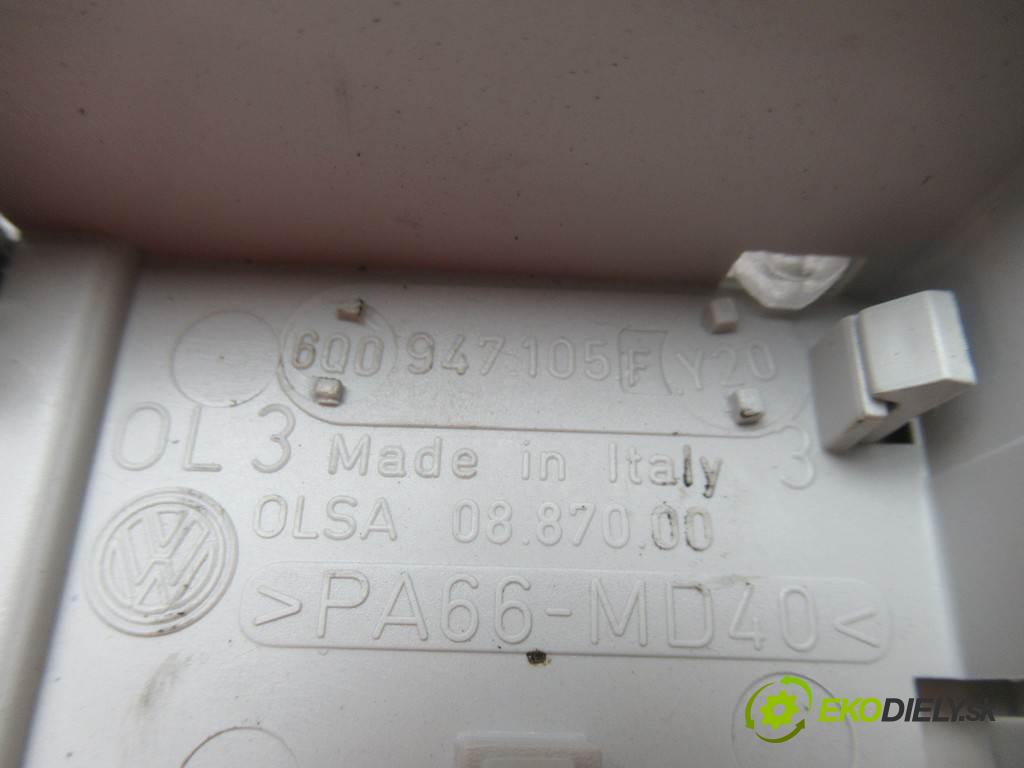 6Q0 947 105 F Y20
OL 3 Made in Italy 3
OLSA 08.870.00
>PA66-MD40<
EKODIELY.SK